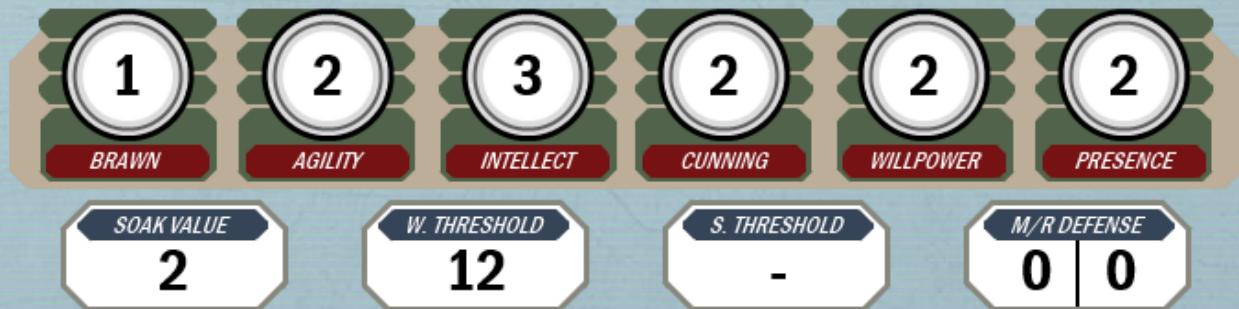 1 2 3 2 2 2
BRAWN AGILITY INTELLECT CUNNING WILLPOWER PRESENCE
SOAK VALUE W. THRESHOLD S. THRESHOLD M/R DEFENSE
2 12 - 0 0